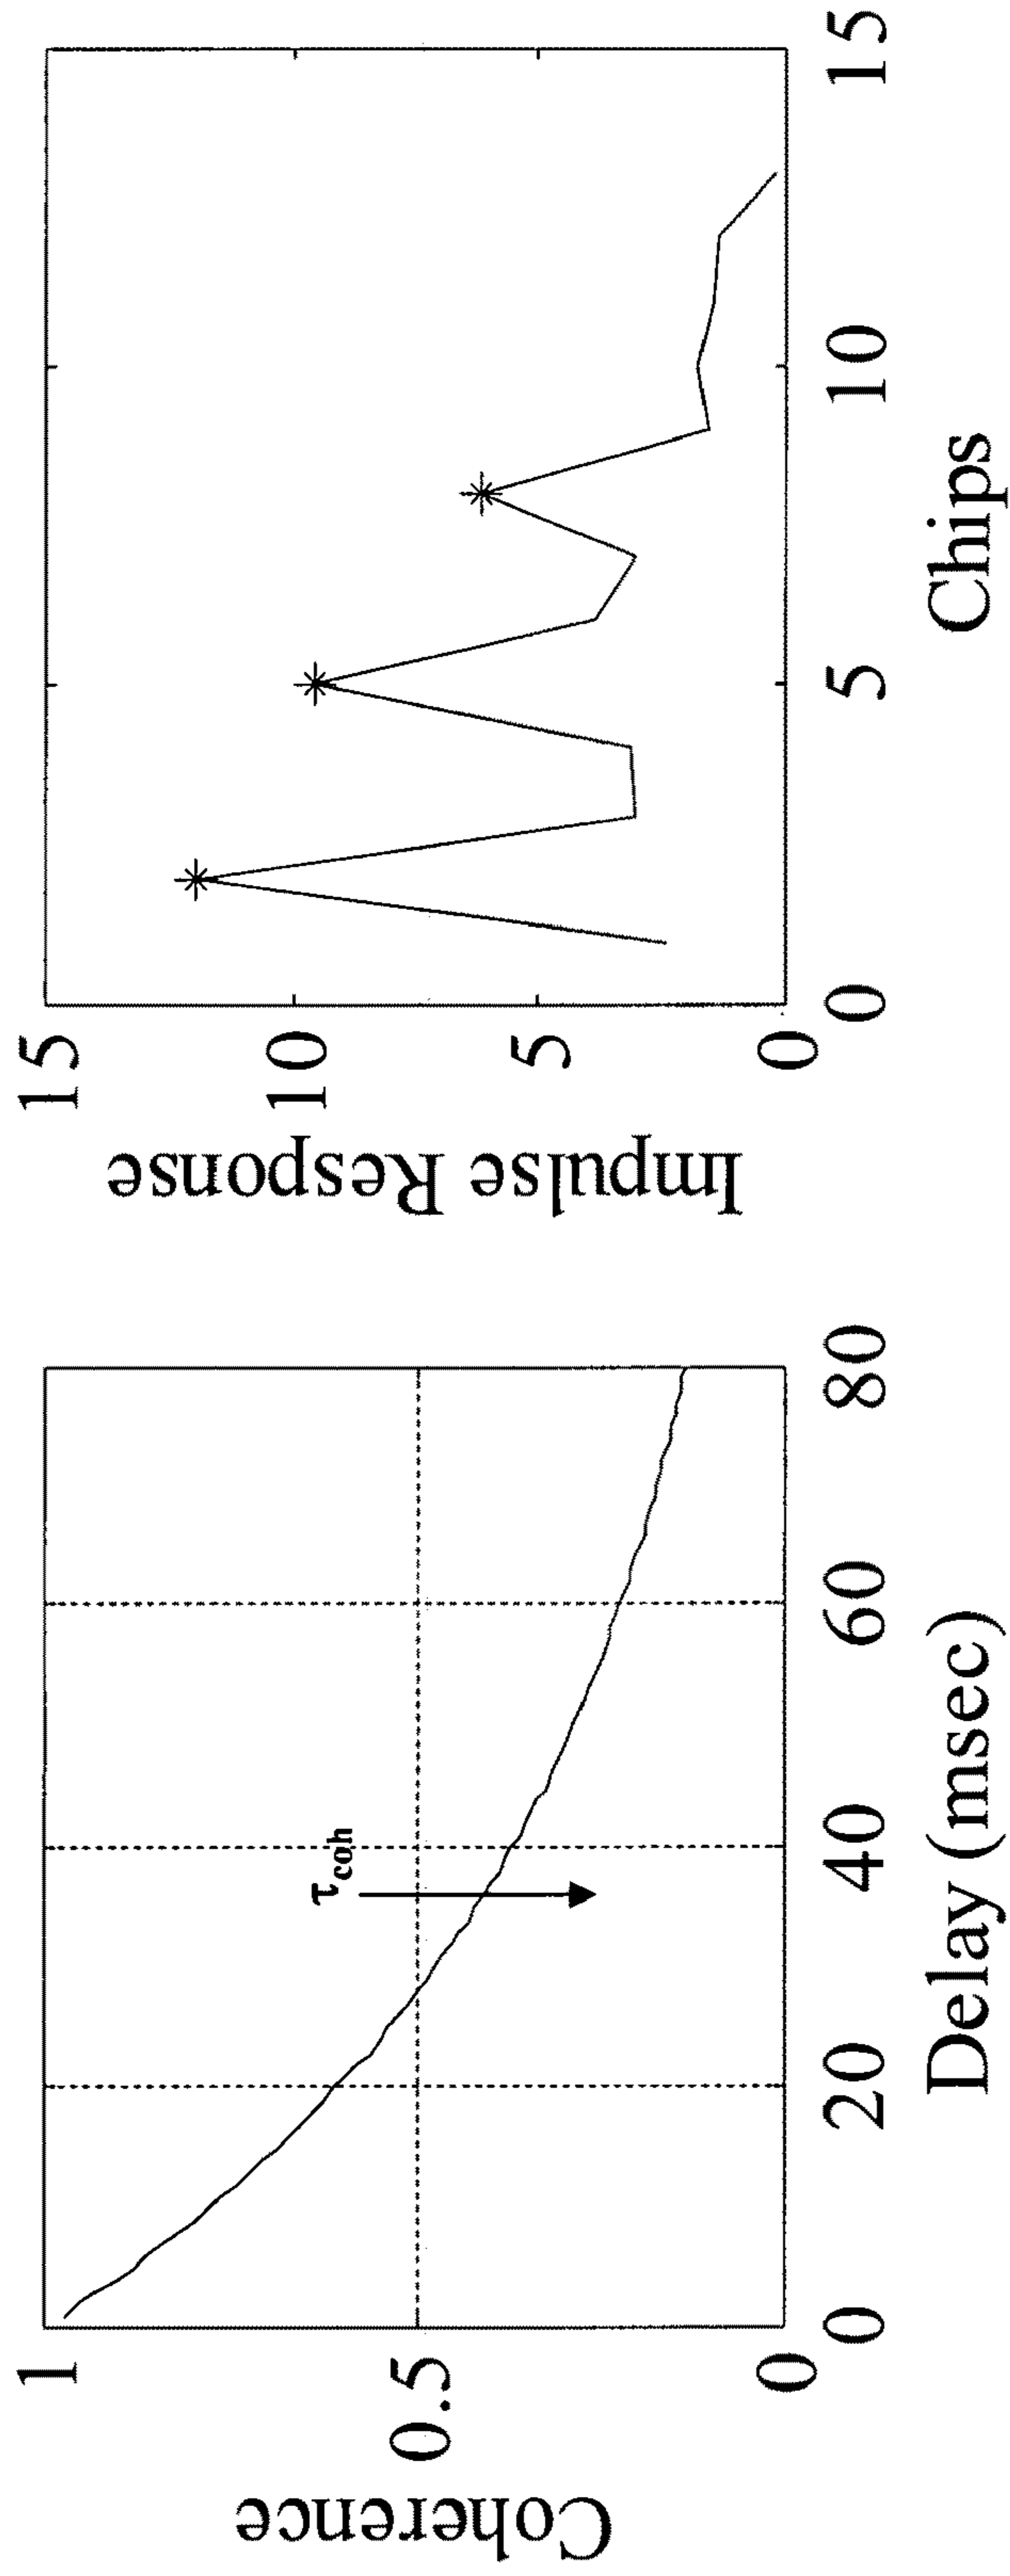 Coherence
1
0.5
0
τcoh
0 20 40 60 80
Delay (msec)
Impulse Response
15
10
5
0
0 5 10 15
Chips